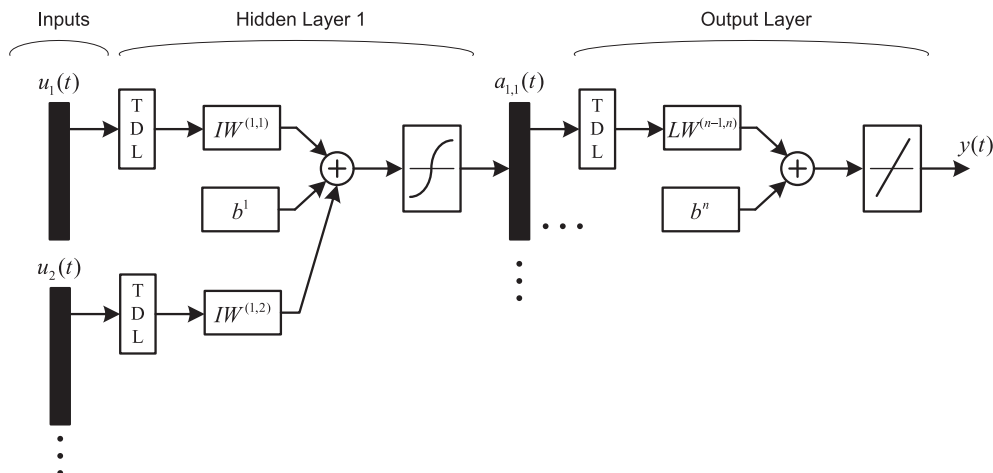 Inputs
Hidden Layer 1
Output Layer
u₁(t)
T
D
L
IW⁽¹,¹⁾
+
b¹
a₁,₁(t)
T
D
L
LW⁽ⁿ⁻¹,ⁿ⁾
+
bⁿ
y(t)
u₂(t)
T
D
L
IW⁽¹,²⁾